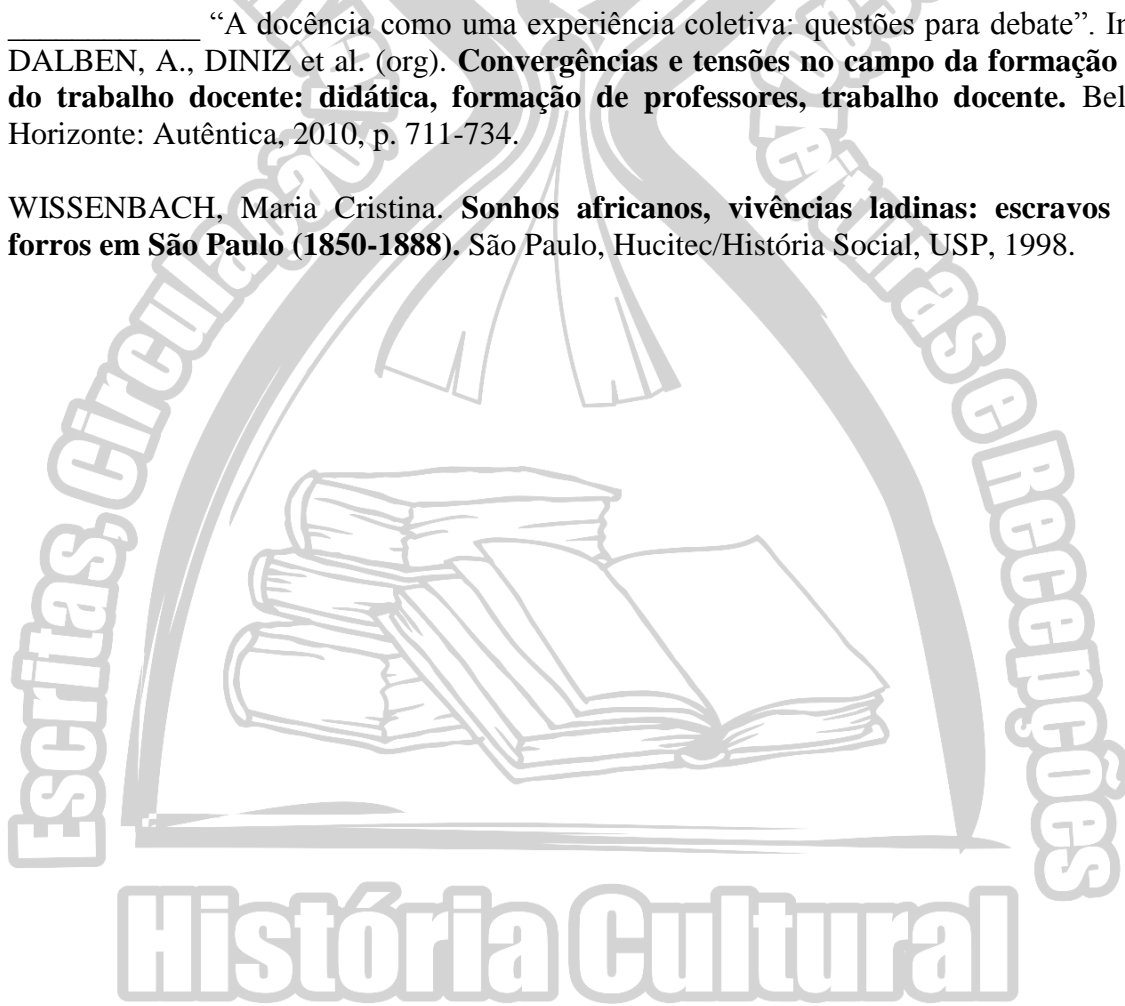 _____________ “A docência como uma experiência coletiva: questões para debate”. In
DALBEN, A., DINIZ et al. (org). Convergências e tensões no campo da formação
do trabalho docente: didática, formação de professores, trabalho docente. Bel
Horizonte: Autêntica, 2010, p. 711-734.
WISSENBACH, Maria Cristina. Sonhos africanos, vivências ladinas: escravos
forros em São Paulo (1850-1888). São Paulo, Hucitec/História Social, USP, 1998.
Escritas, Circulação,
Leituras e Recepções
História Cultural